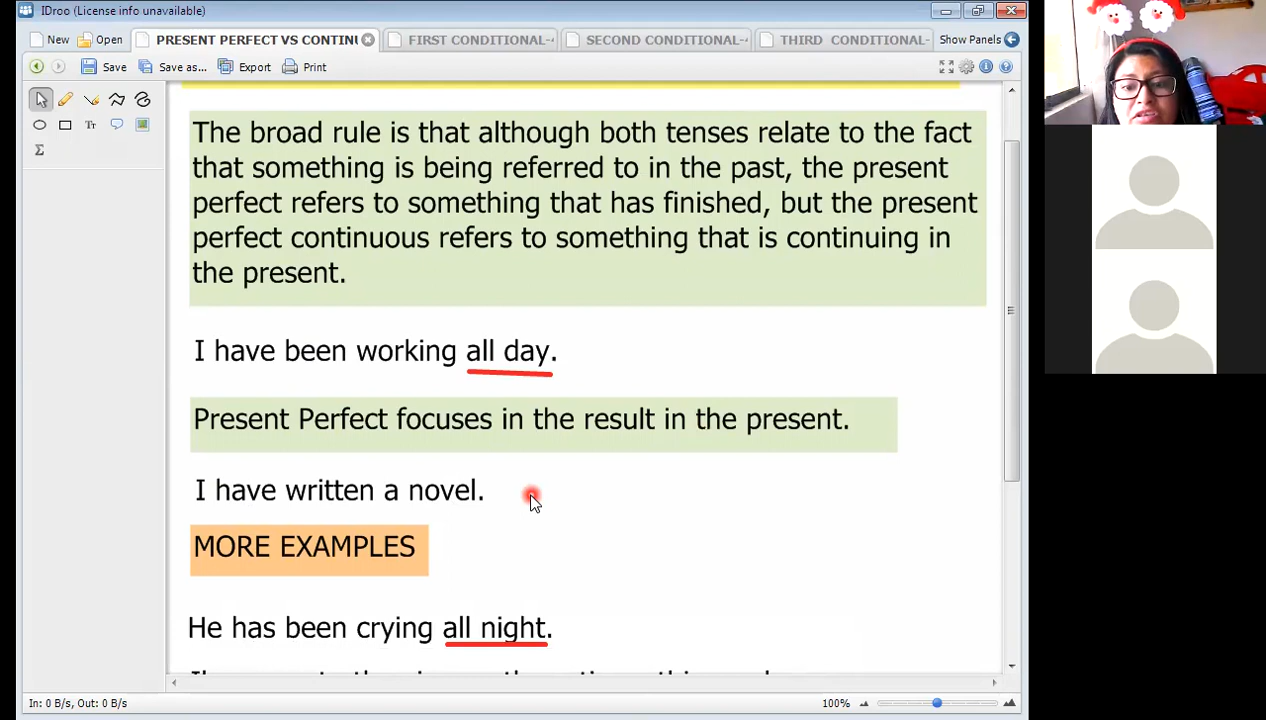 IDroo (License info unavailable)
New Open PRESENT PERFECT VS CONTINU FIRST CONDITIONAL- SECOND CONDITIONAL- THIRD CONDITIONAL- Show Panels
Save Save as... Export Print
The broad rule is that although both tenses relate to the fact
that something is being referred to in the past, the present
perfect refers to something that has finished, but the present
perfect continuous refers to something that is continuing in
the present.
I have been working all day.
Present Perfect focuses in the result in the present.
I have written a novel.
MORE EXAMPLES
He has been crying all night.
In: 0 B/s, Out: 0 B/s
100%